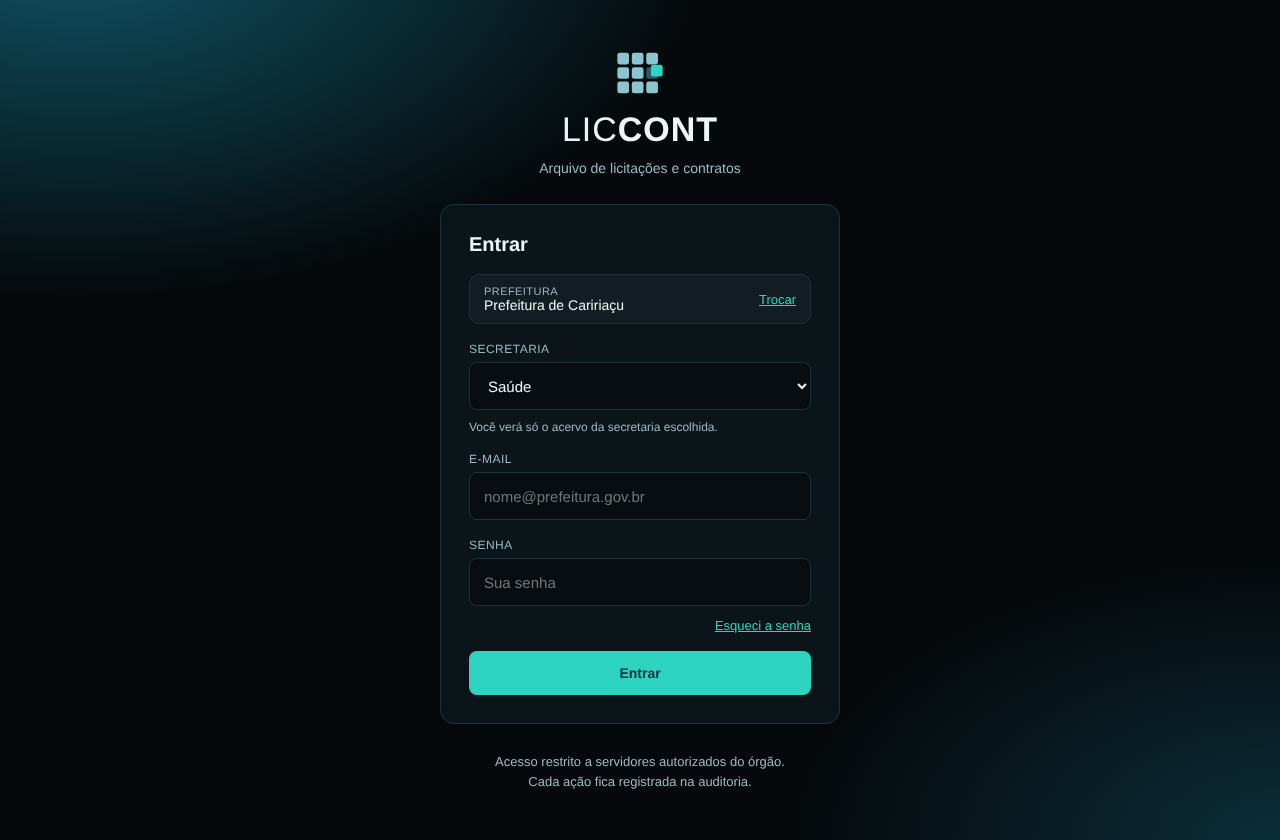 LICCONT
Arquivo de licitações e contratos
Entrar
PREFEITURA
Prefeitura de Caririaçu
Trocar
SECRETARIA
Saúde
Você verá só o acervo da secretaria escolhida.
E-MAIL
nome@prefeitura.gov.br
SENHA
Sua senha
Esqueci a senha
Entrar
Acesso restrito a servidores autorizados do órgão.
Cada ação fica registrada na auditoria.